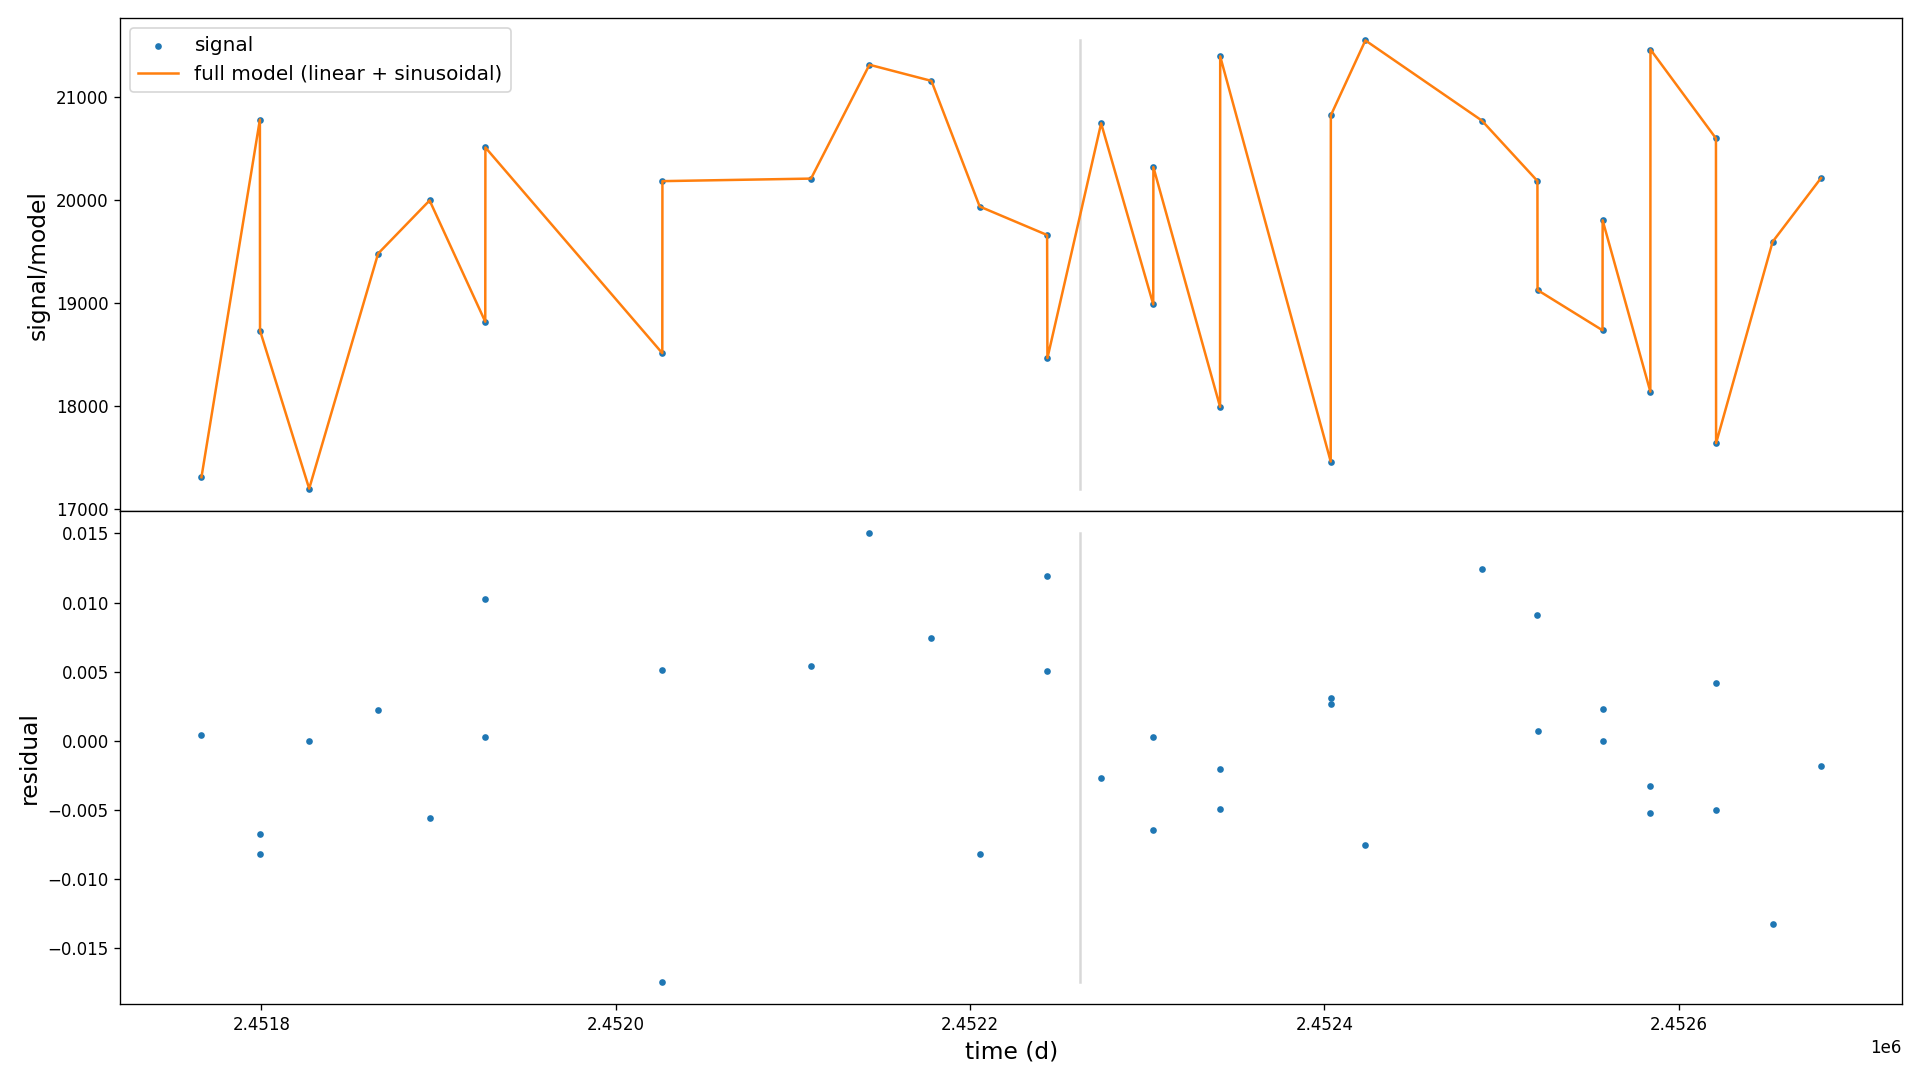 signal
full model (linear + sinusoidal)
signal/model
21000
20000
19000
18000
17000
residual
0.015
0.010
0.005
0.000
−0.005
−0.010
−0.015
2.4518
2.4520
2.4522
2.4524
2.4526
1e6
time (d)